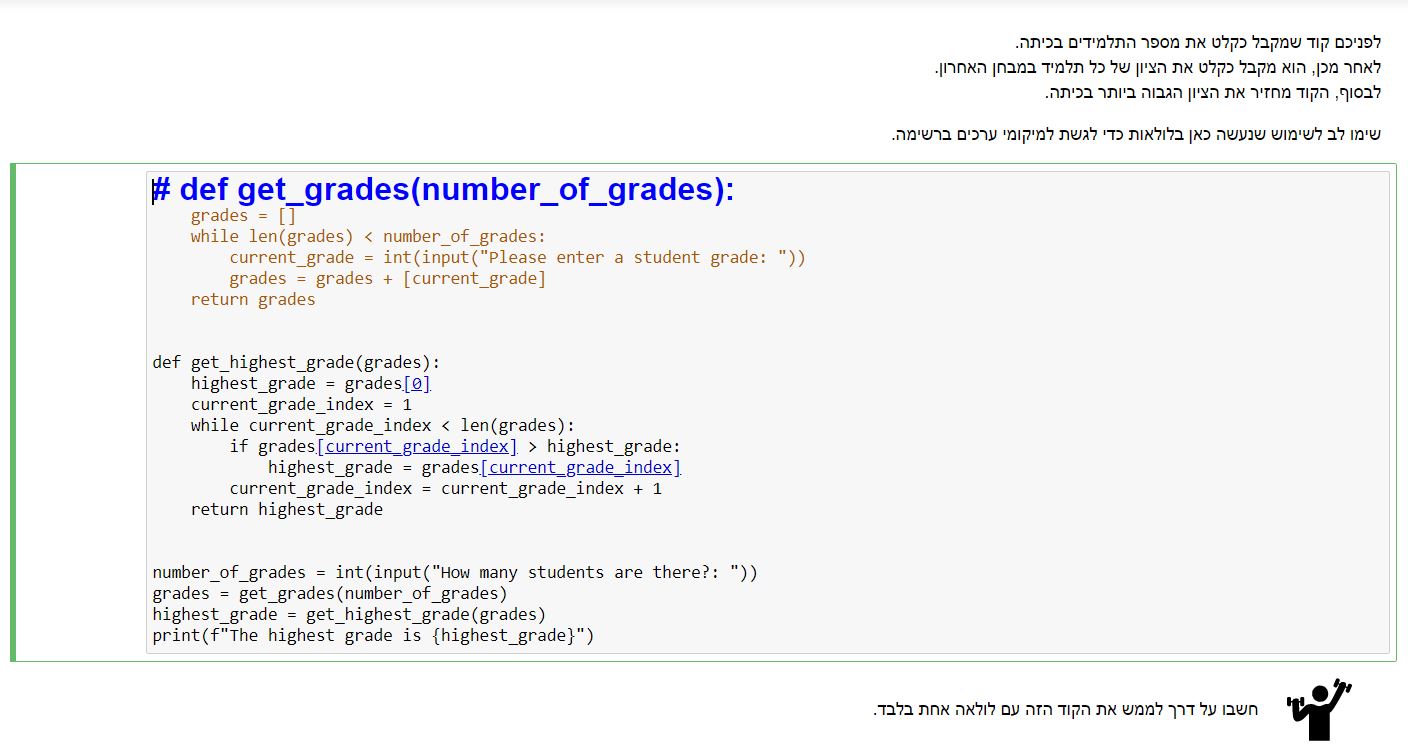 לפניכם קוד שמקבל כקלט את מספר התלמידים בכיתה.
לאחר מכן, הוא מקבל כקלט את הציון של כל תלמיד במבחן האחרון.
לבסוף, הקוד מחזיר את הציון הגבוה ביותר בכיתה.
שימו לב לשימוש שנעשה כאן בלולאות כדי לגשת למיקומי ערכים ברשימה.
# def get_grades(number_of_grades):
    grades = []
    while len(grades) < number_of_grades:
        current_grade = int(input("Please enter a student grade: "))
        grades = grades + [current_grade]
    return grades
def get_highest_grade(grades):
    highest_grade = grades[0]
    current_grade_index = 1
    while current_grade_index < len(grades):
        if grades[current_grade_index] > highest_grade:
            highest_grade = grades[current_grade_index]
        current_grade_index = current_grade_index + 1
    return highest_grade
number_of_grades = int(input("How many students are there?: "))
grades = get_grades(number_of_grades)
highest_grade = get_highest_grade(grades)
print(f"The highest grade is {highest_grade}")
חשבו על דרך לממש את הקוד הזה עם לולאה אחת בלבד.